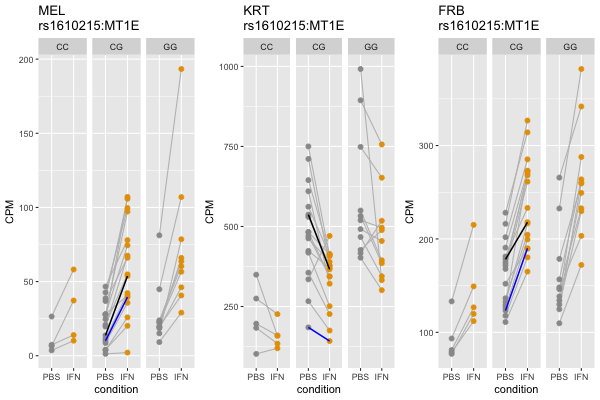 MEL
rs1610215:MT1E
CC CG GG
200
150
100
50
0
CPM
PBS IFN PBS IFN PBS IFN
condition
KRT
rs1610215:MT1E
CC CG GG
1000
750
500
250
CPM
PBS IFN PBS IFN PBS IFN
condition
FRB
rs1610215:MT1E
CC CG GG
300
200
100
CPM
PBS IFN PBS IFN PBS IFN
condition